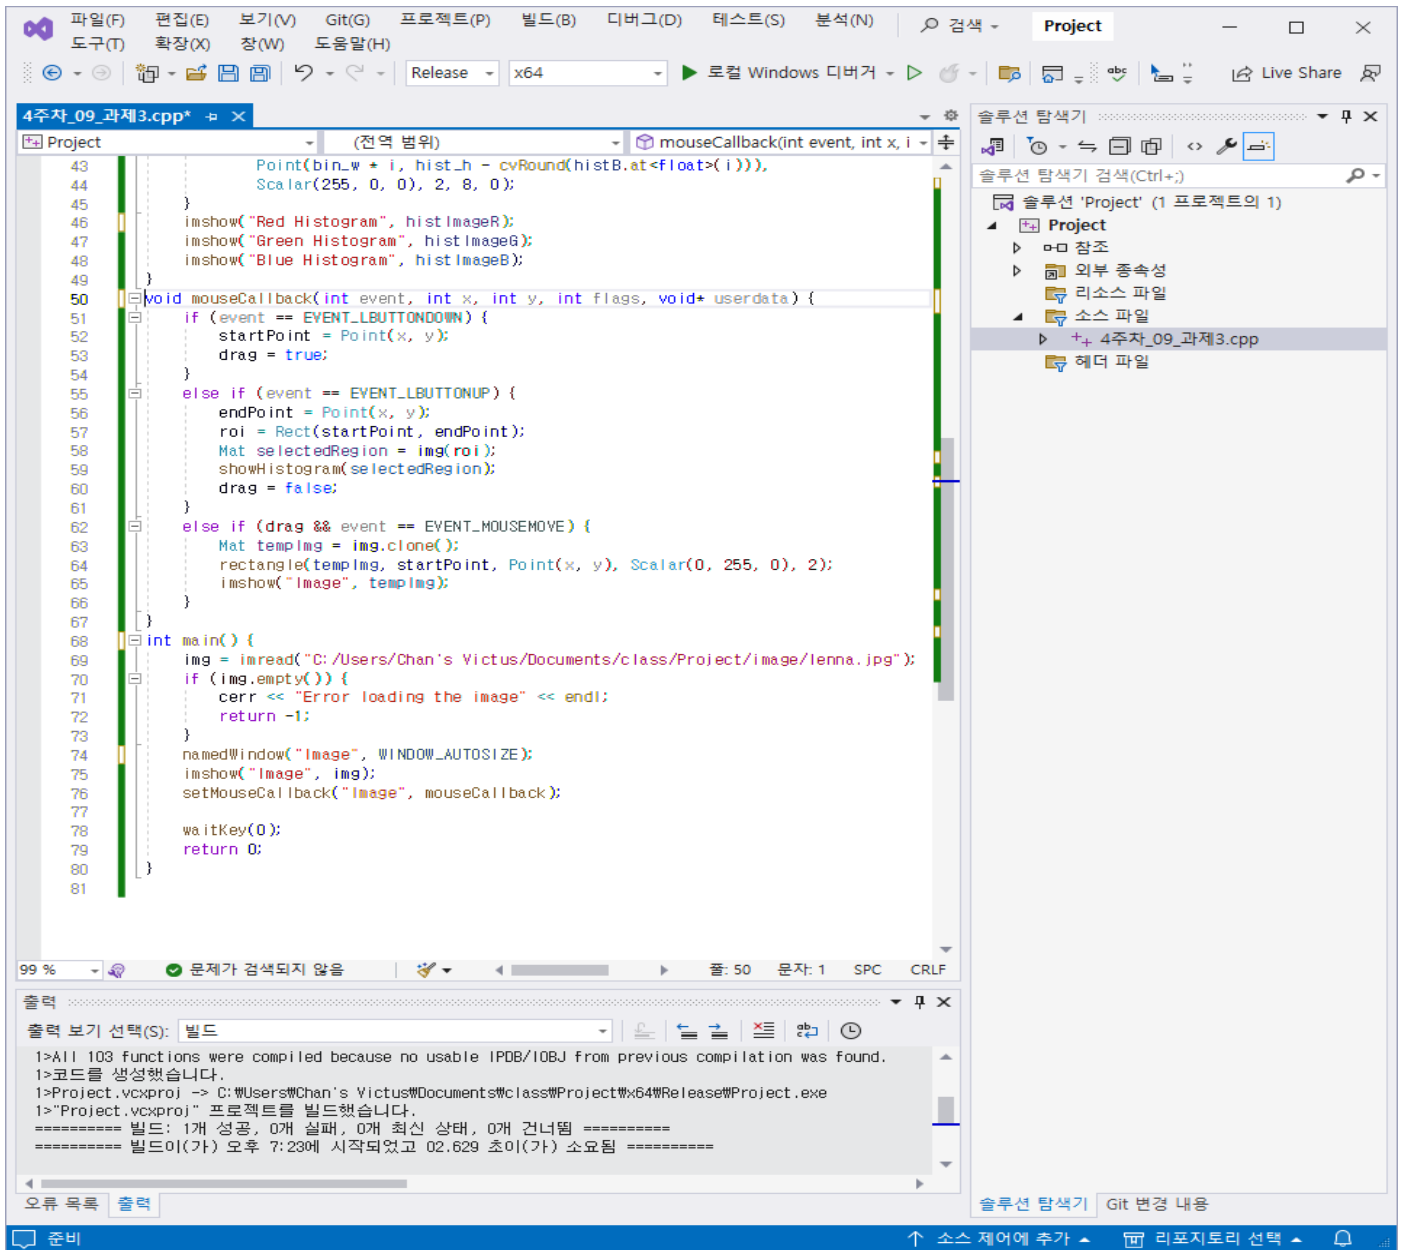 파일(F) 편집(E) 보기(V) Git(G) 프로젝트(P) 빌드(B) 디버그(D) 테스트(S) 분석(N) 검색 Project
도구(T) 확장(X) 창(W) 도움말(H)
Release x64 로컬 Windows 디버거 Live Share
4주차_09_과제3.cpp*
Project (전역 범위) mouseCallback(int event, int x, i
43 Point(bin_w * i, hist_h - cvRound(histB.at<float>(i))),
44 Scalar(255, 0, 0), 2, 8, 0);
45 }
46 imshow("Red Histogram", histImageR);
47 imshow("Green Histogram", histImageG);
48 imshow("Blue Histogram", histImageB);
49 }
50 void mouseCallback(int event, int x, int y, int flags, void* userdata) {
51 if (event == EVENT_LBUTTONDOWN) {
52 startPoint = Point(x, y);
53 drag = true;
54 }
55 else if (event == EVENT_LBUTTONUP) {
56 endPoint = Point(x, y);
57 roi = Rect(startPoint, endPoint);
58 Mat selectedRegion = img(roi);
59 showHistogram(selectedRegion);
60 drag = false;
61 }
62 else if (drag && event == EVENT_MOUSEMOVE) {
63 Mat tempImg = img.clone();
64 rectangle(tempImg, startPoint, Point(x, y), Scalar(0, 255, 0), 2);
65 imshow("Image", tempImg);
66 }
67 }
68 int main() {
69 img = imread("C:/Users/Chan's Victus/Documents/class/Project/image/lenna.jpg");
70 if (img.empty()) {
71 cerr << "Error loading the image" << endl;
72 return -1;
73 }
74 namedWindow("Image", WINDOW_AUTOSIZE);
75 imshow("Image", img);
76 setMouseCallback("Image", mouseCallback);
77
78 waitKey(0);
79 return 0;
80 }
81
99 % 문제가 검색되지 않음 줄: 50 문자: 1 SPC CRLF
출력
출력 보기 선택(S): 빌드
1>All 103 functions were compiled because no usable IPDB/IOBJ from previous compilation was found.
1>코드를 생성했습니다.
1>Project.vcxproj -> C:₩Users₩Chan's Victus₩Documents₩class₩Project₩x64₩Release₩Project.exe
1>"Project.vcxproj" 프로젝트를 빌드했습니다.
========== 빌드: 1개 성공, 0개 실패, 0개 최신 상태, 0개 건너뜀 ==========
========== 빌드이(가) 오후 7:23에 시작되었고 02.629 초이(가) 소요됨 ==========
오류 목록 출력
솔루션 탐색기
솔루션 탐색기 검색(Ctrl+;)
솔루션 'Project' (1 프로젝트의 1)
Project
참조
외부 종속성
리소스 파일
소스 파일
4주차_09_과제3.cpp
헤더 파일
솔루션 탐색기 Git 변경 내용
준비 소스 제어에 추가 리포지토리 선택